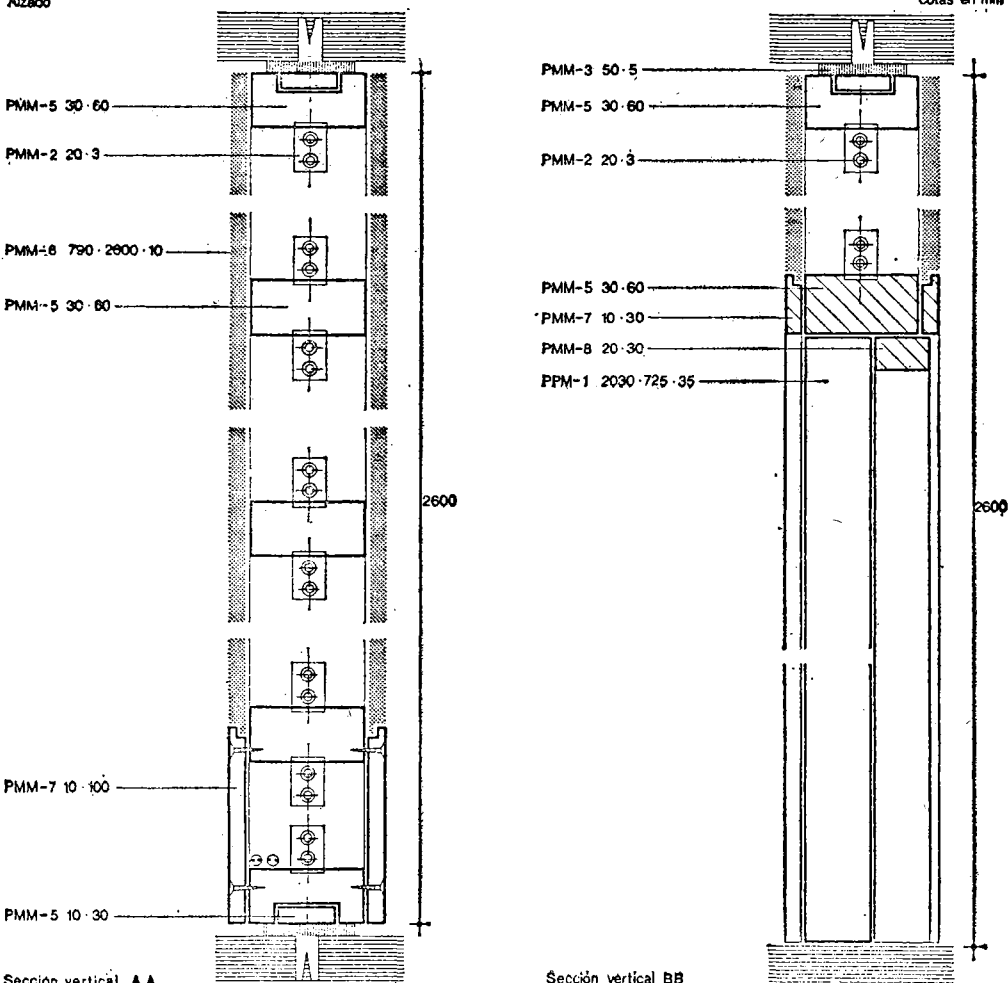 Alzado
Cotas en mm
PMM-5 30·60
PMM-2 20·3
PMM-6 790·2600·10
PMM-5 30·60
2600
PMM-7 10·100
PMM-5 10·30
Sección vertical AA
PMM-3 50·5
PMM-5 30·60
PMM-2 20·3
PMM-5 30·60
PMM-7 10·30
PMM-8 20·30
PPM-1 2030·725·35
2600
Sección vertical BB